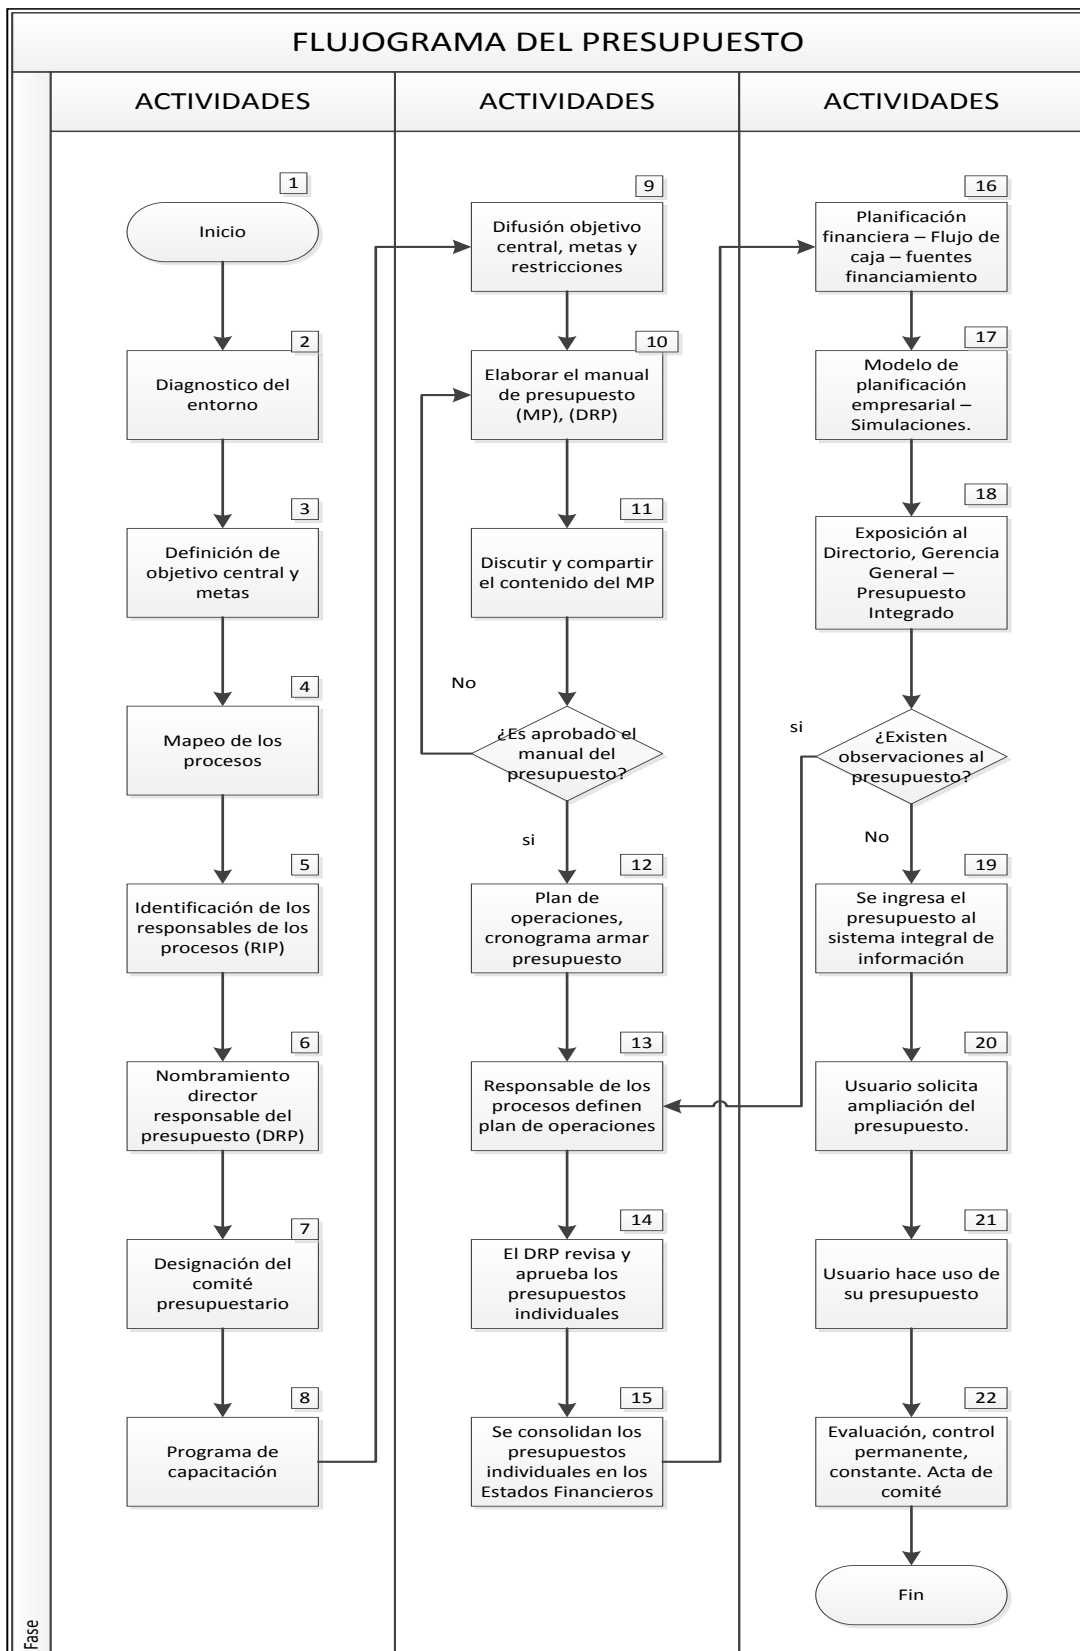 FLUJOGRAMA DEL PRESUPUESTO
ACTIVIDADES
1
Inicio
2
Diagnostico del
entorno
3
Definición de
objetivo central y
metas
4
Mapeo de los
procesos
5
Identificación de los
responsables de los
procesos (RIP)
6
Nombramiento
director
responsable del
presupuesto (DRP)
7
Designación del
comité
presupuestario
8
Programa de
capacitación
ACTIVIDADES
9
Difusión objetivo
central, metas y
restricciones
10
Elaborar el manual
de presupuesto
(MP), (DRP)
11
Discutir y compartir
el contenido del MP
No
¿Es aprobado el
manual del
presupuesto?
si
12
Plan de
operaciones,
cronograma armar
presupuesto
13
Responsable de los
procesos definen
plan de operaciones
14
El DRP revisa y
aprueba los
presupuestos
individuales
15
Se consolidan los
presupuestos
individuales en los
Estados Financieros
ACTIVIDADES
16
Planificación
financiera – Flujo de
caja – fuentes
financiamiento
17
Modelo de
planificación
empresarial –
Simulaciones.
18
Exposición al
Directorio, Gerencia
General –
Presupuesto
Integrado
si
¿Existen
observaciones al
presupuesto?
No
19
Se ingresa el
presupuesto al
sistema integral de
información
20
Usuario solicita
ampliación del
presupuesto.
21
Usuario hace uso de
su presupuesto
22
Evaluación, control
permanente,
constante. Acta de
comité
Fin
Fase